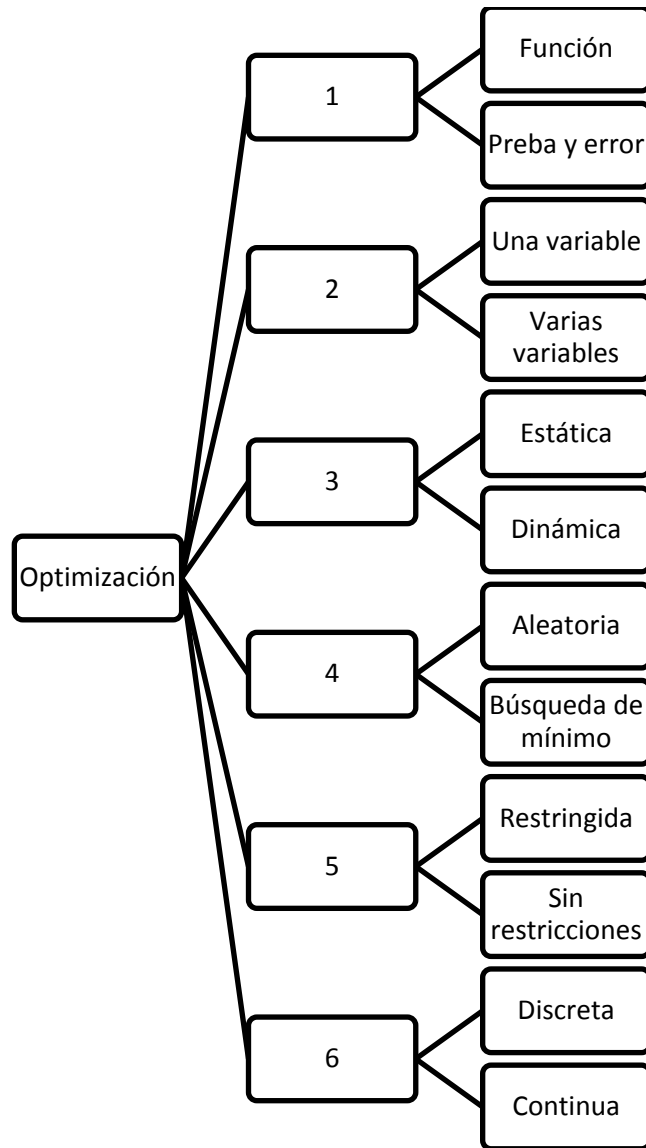 Optimización
1
Función
Preba y error
2
Una variable
Varias
variables
3
Estática
Dinámica
4
Aleatoria
Búsqueda de
mínimo
5
Restringida
Sin
restricciones
6
Discreta
Continua